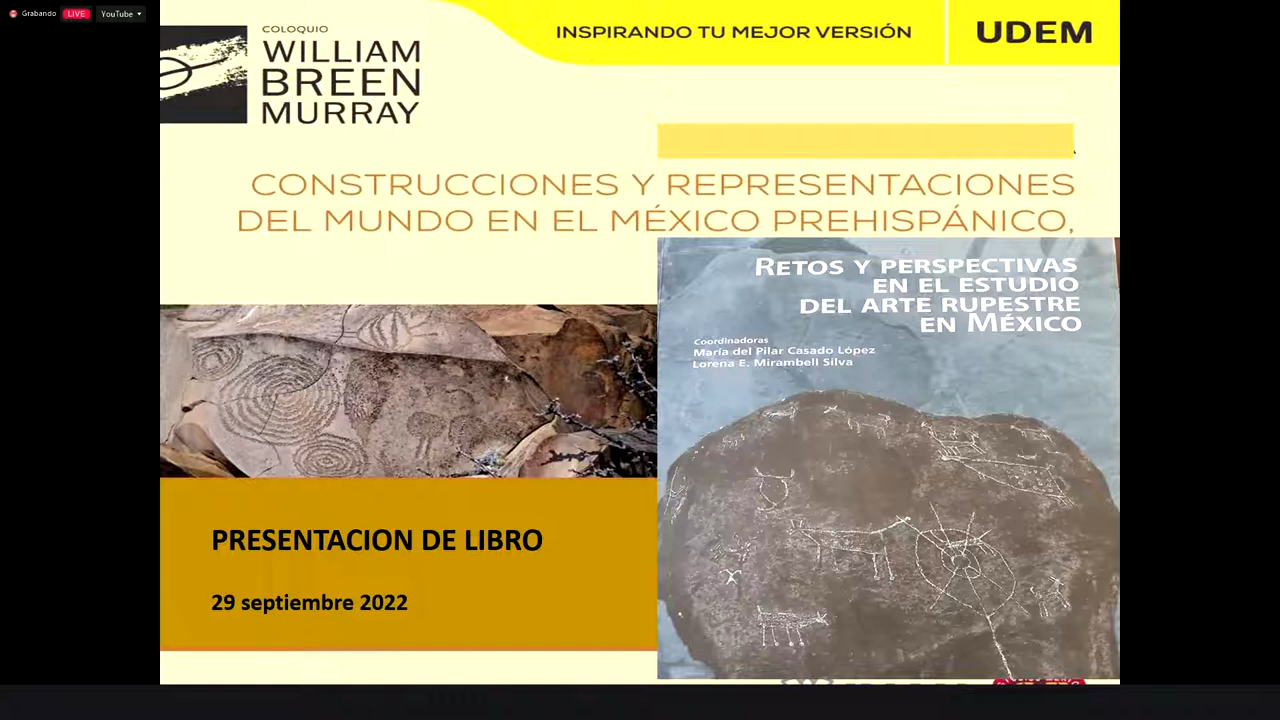 Grabando LIVE YouTube
COLOQUIO
WILLIAM
BREEN
MURRAY
INSPIRANDO TU MEJOR VERSIÓN
UDEM
CONSTRUCCIONES Y REPRESENTACIONES
DEL MUNDO EN EL MÉXICO PREHISPÁNICO,
RETOS Y PERSPECTIVAS
EN EL ESTUDIO
DEL ARTE RUPESTRE
EN MÉXICO
Coordinadoras
María del Pilar Casado López
Lorena E. Mirambell Silva
PRESENTACION DE LIBRO
29 septiembre 2022